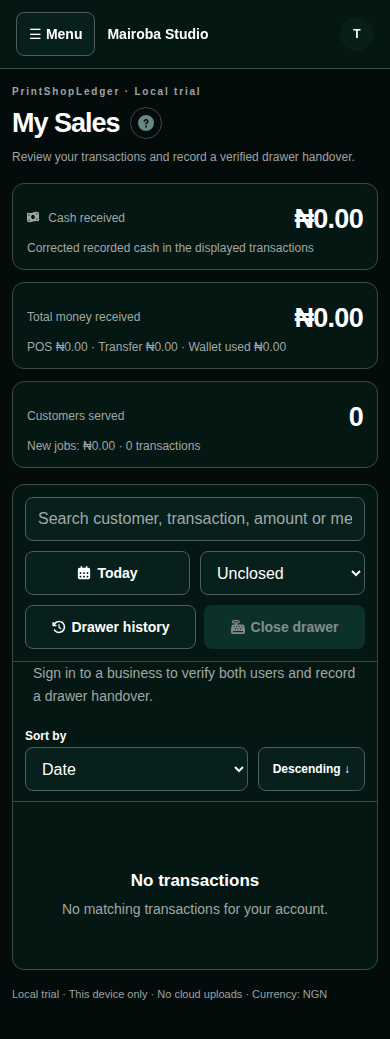 ☰ Menu
Mairoba Studio
T
PrintShopLedger · Local trial
My Sales
?
Review your transactions and record a verified drawer handover.
Cash received
₦0.00
Corrected recorded cash in the displayed transactions
Total money received
₦0.00
POS ₦0.00 · Transfer ₦0.00 · Wallet used ₦0.00
Customers served
0
New jobs: ₦0.00 · 0 transactions
Search customer, transaction, amount or me
Today
Unclosed
Drawer history
Close drawer
Sign in to a business to verify both users and record
a drawer handover.
Sort by
Date
Descending ↓
No transactions
No matching transactions for your account.
Local trial · This device only · No cloud uploads · Currency: NGN